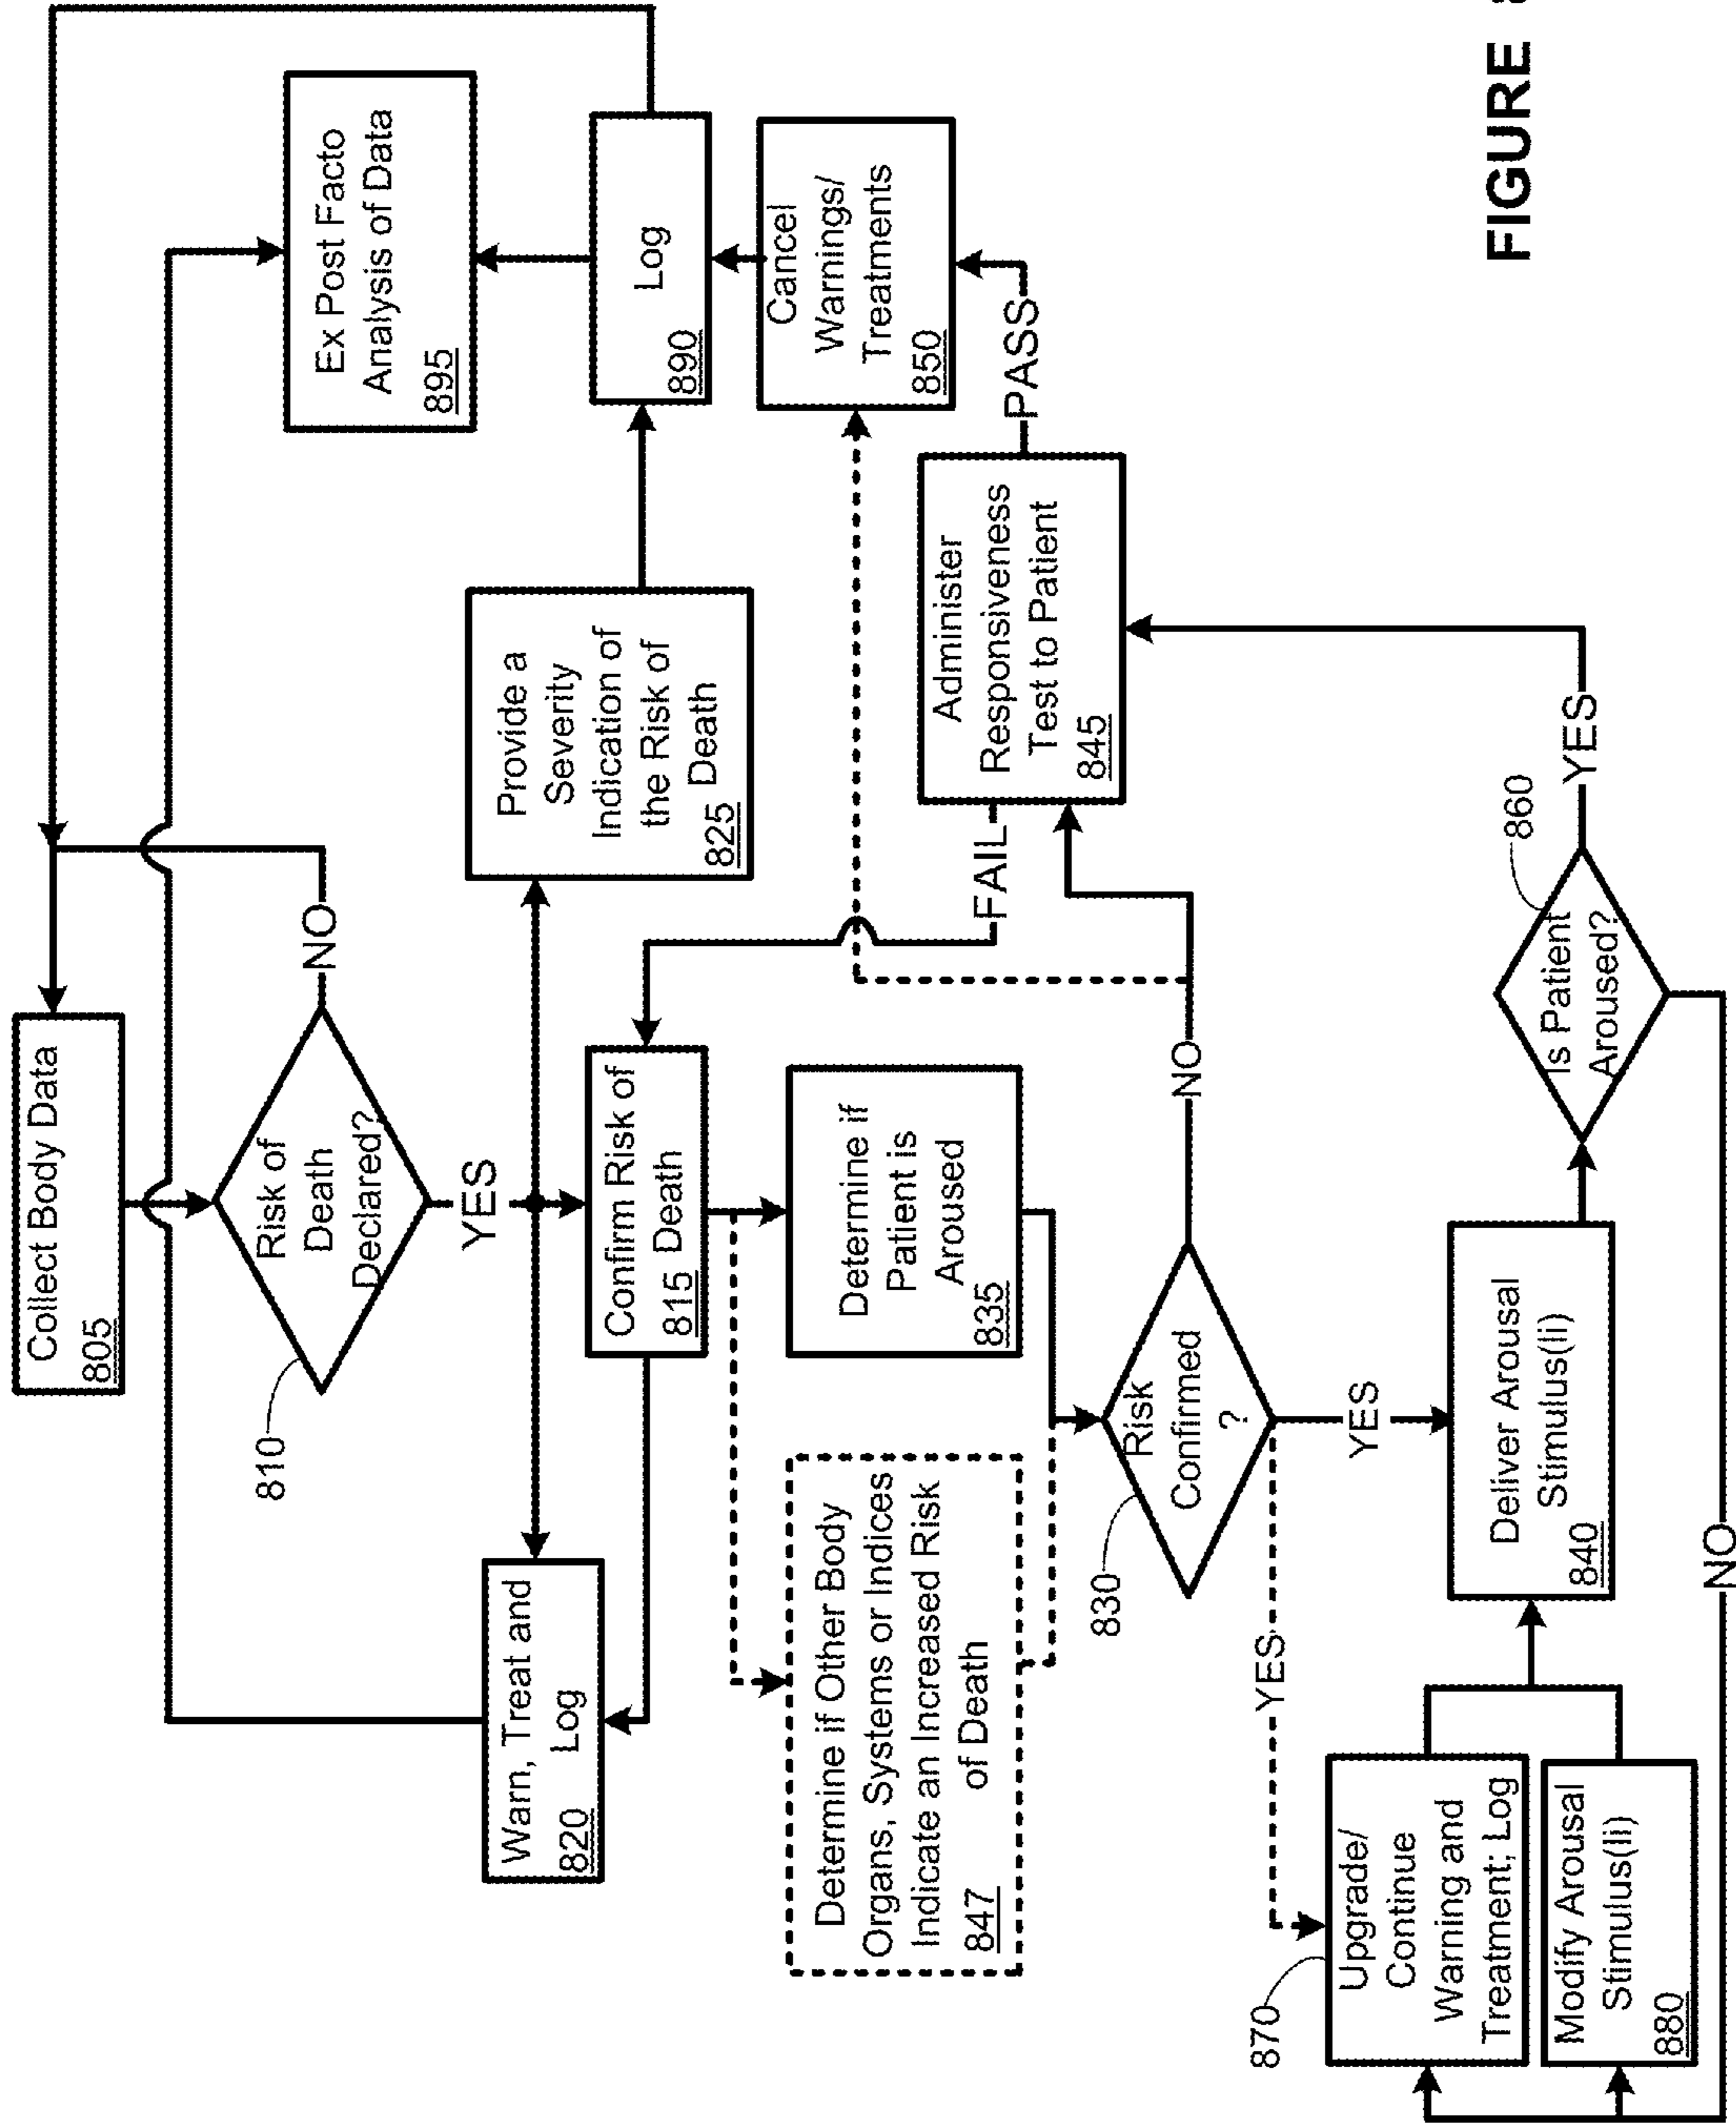 Collect Body Data
805
Risk of
Death
Declared?
810
NO
YES
Warn, Treat and
Log
820
Confirm Risk of
Death
815
Provide a
Severity
Indication of
the Risk of
Death
825
Log
890
Ex Post Facto
Analysis of Data
895
Determine if Other Body
Organs, Systems or Indices
Indicate an Increased Risk
of Death
847
Determine if
Patient is
Aroused
835
FAIL
Administer
Responsiveness
Test to Patient
845
PASS
Cancel
Warnings/
Treatments
850
Risk
Confirmed
?
830
NO
YES
YES
Upgrade/
Continue
Warning and
Treatment; Log
870
Modify Arousal
Stimulus(li)
880
Deliver Arousal
Stimulus(li)
840
Is Patient
Aroused?
860
YES
NO
FIGURE